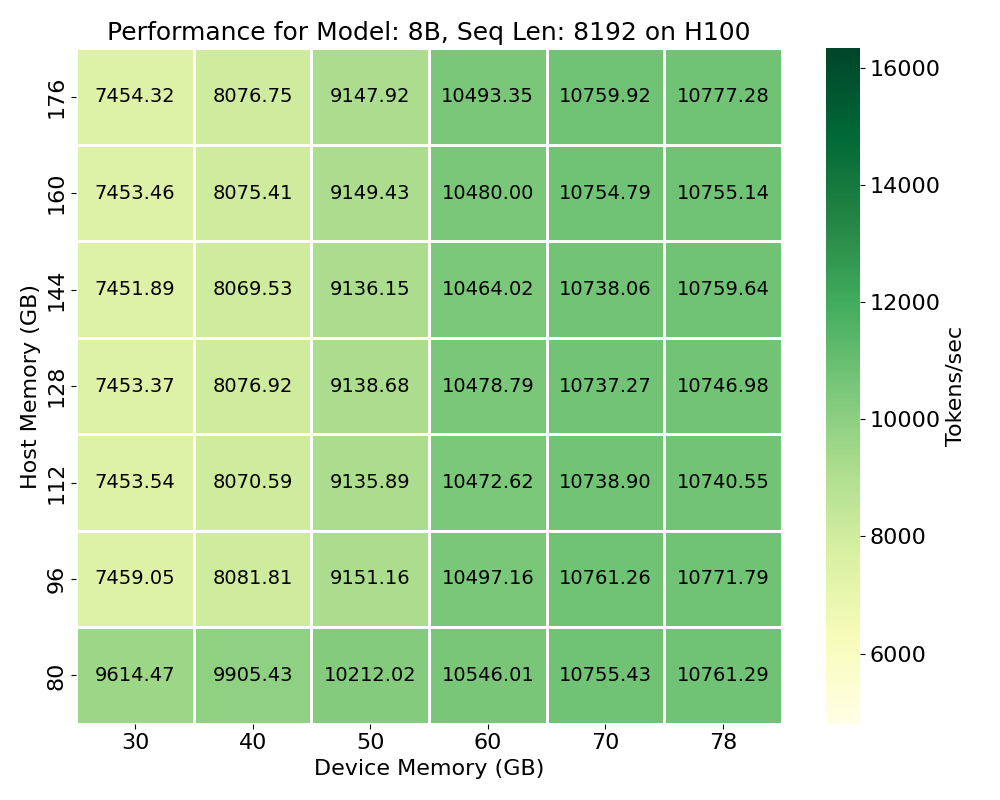 Performance for Model: 8B, Seq Len: 8192 on H100
176 7454.32 8076.75 9147.92 10493.35 10759.92 10777.28
160 7453.46 8075.41 9149.43 10480.00 10754.79 10755.14
144 7451.89 8069.53 9136.15 10464.02 10738.06 10759.64
128 7453.37 8076.92 9138.68 10478.79 10737.27 10746.98
112 7453.54 8070.59 9135.89 10472.62 10738.90 10740.55
96 7459.05 8081.81 9151.16 10497.16 10761.26 10771.79
80 9614.47 9905.43 10212.02 10546.01 10755.43 10761.29
30 40 50 60 70 78
Device Memory (GB)
Host Memory (GB)
16000
14000
12000
10000
8000
6000
Tokens/sec